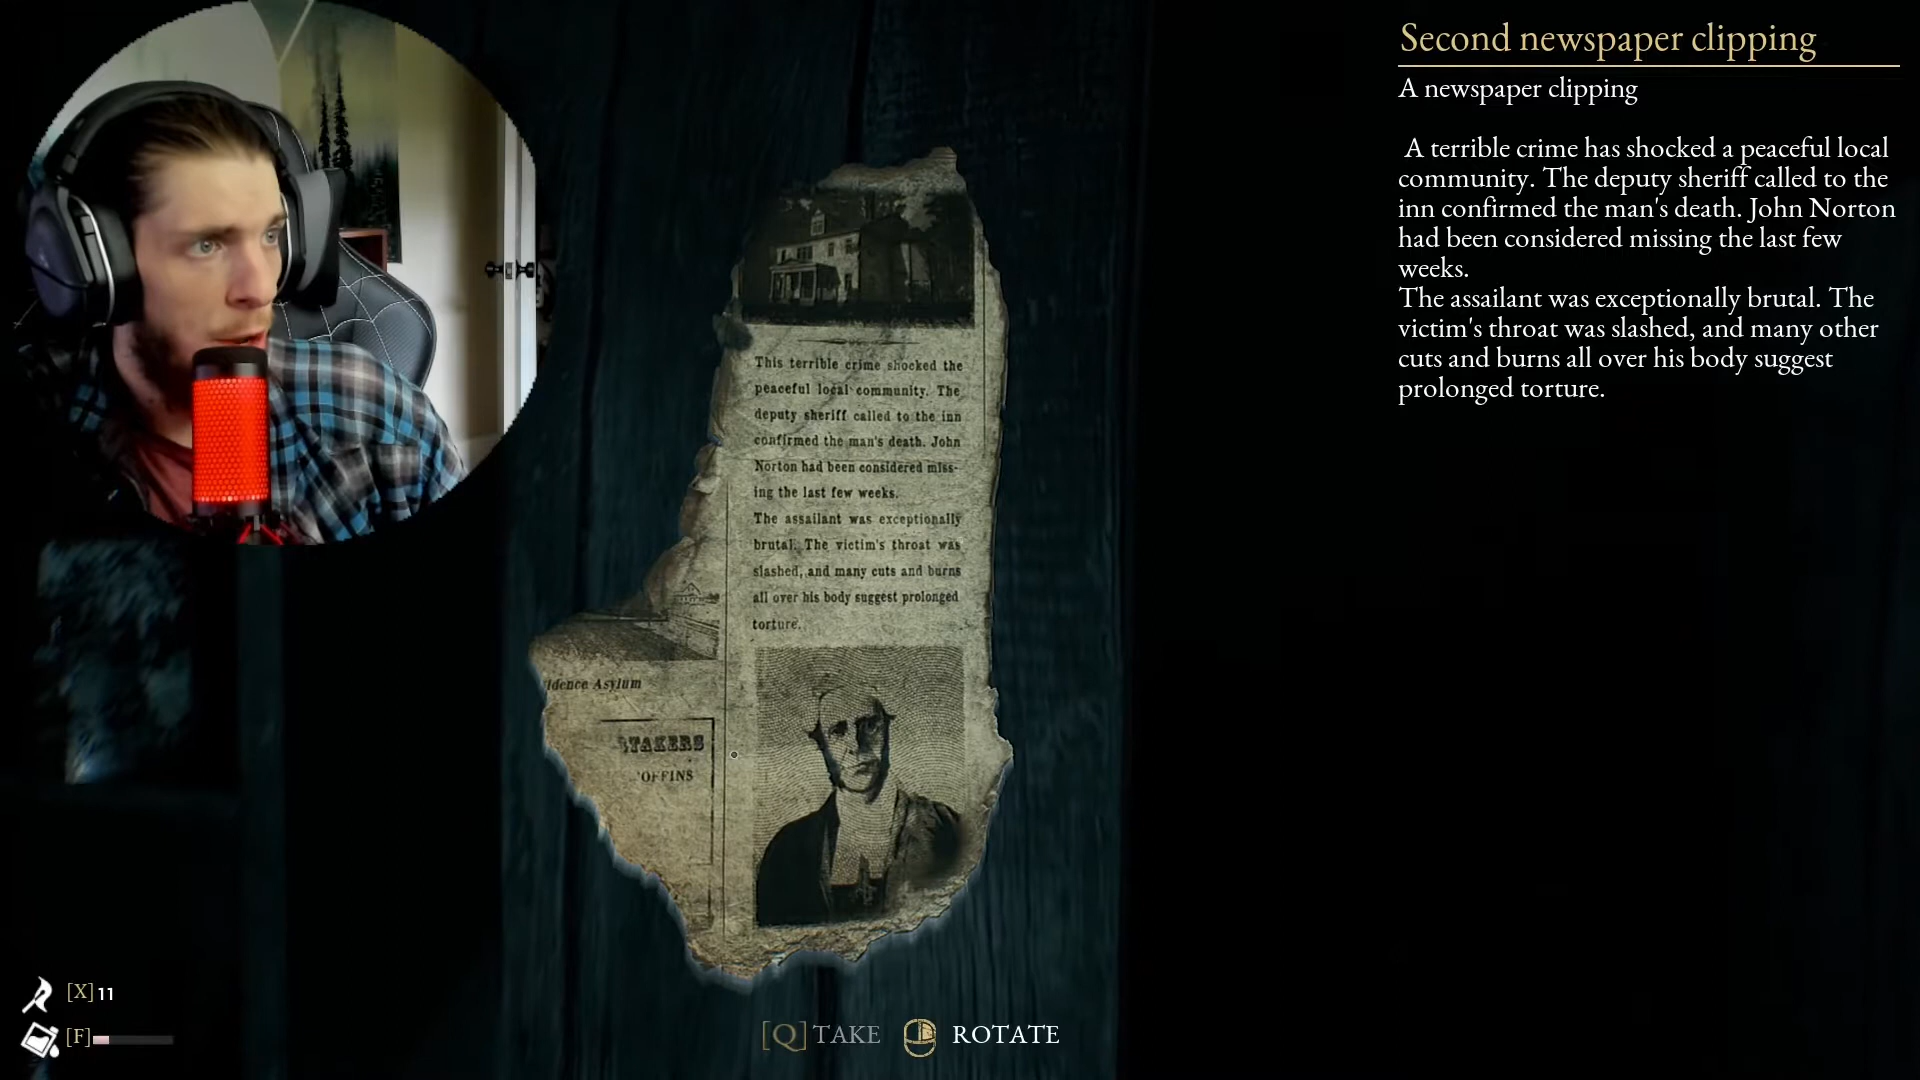 Second newspaper clipping
A newspaper clipping
A terrible crime has shocked a peaceful local
community. The deputy sheriff called to the
inn confirmed the man's death. John Norton
had been considered missing the last few
weeks.
The assailant was exceptionally brutal. The
victim's throat was slashed, and many other
cuts and burns all over his body suggest
prolonged torture.
This terrible crime shocked the
peaceful local community. The
deputy sheriff called to the inn
confirmed the man's death. John
Norton had been considered miss-
ing the last few weeks.
The assailant was exceptionally
brutal. The victim's throat was
slashed, and many cuts and burns
all over his body suggest prolonged
torture.
idence Asylum
TAKERS
OFFINS
[X] 11
[F]
[Q] TAKE ROTATE